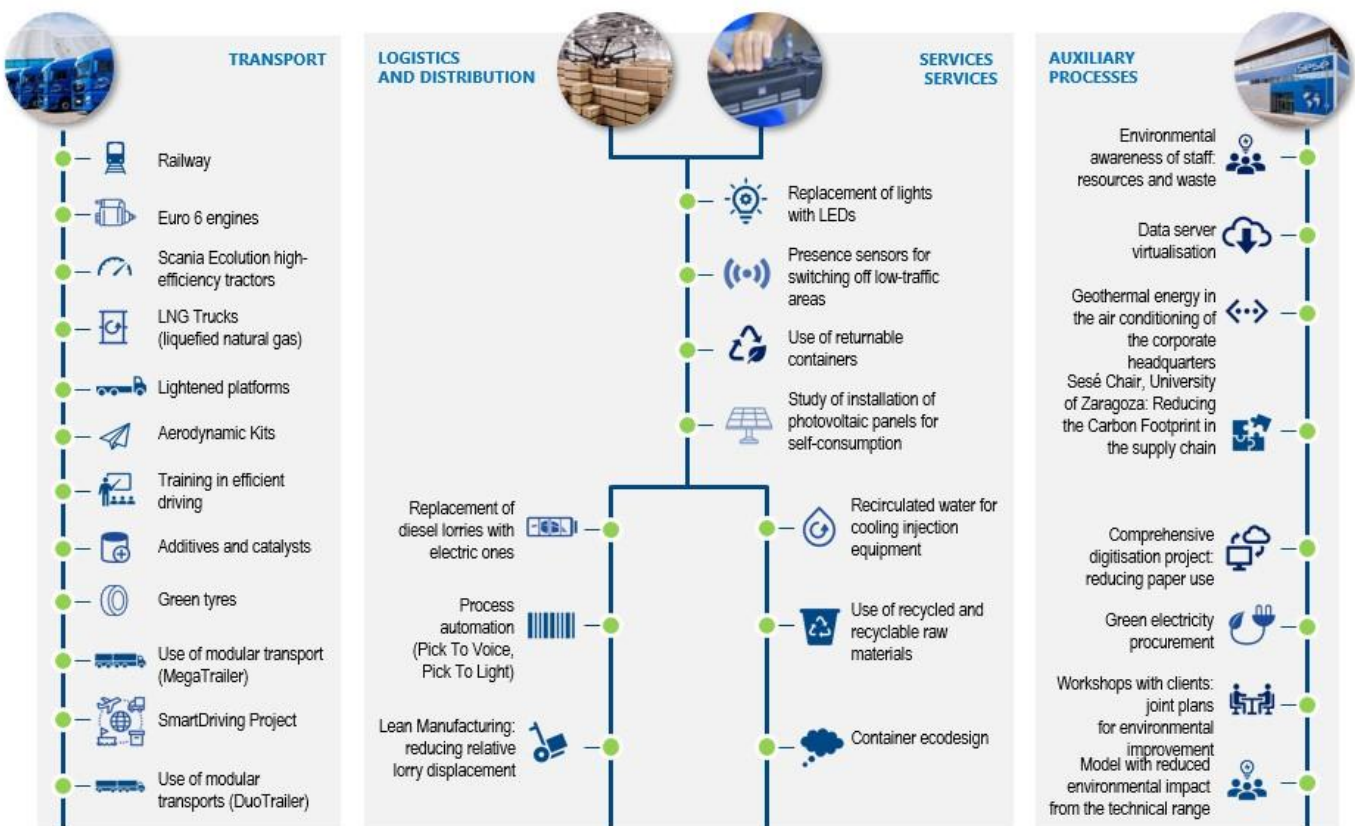 TRANSPORT
Railway
Euro 6 engines
Scania Ecolution high-
efficiency tractors
LNG Trucks
(liquefied natural gas)
Lightened platforms
Aerodynamic Kits
Training in efficient
driving
Additives and catalysts
Green tyres
Use of modular transport
(MegaTrailer)
SmartDriving Project
Use of modular
transports (DuoTrailer)
LOGISTICS
AND DISTRIBUTION
SERVICES
SERVICES
Replacement of lights
with LEDs
Presence sensors for
switching off low-traffic
areas
Use of returnable
containers
Study of installation of
photovoltaic panels for
self-consumption
Replacement of
diesel lorries with
electric ones
Process
automation
(Pick To Voice,
Pick To Light)
Lean Manufacturing:
reducing relative
lorry displacement
Recirculated water for
cooling injection
equipment
Use of recycled and
recyclable raw
materials
Container ecodesign
AUXILIARY
PROCESSES
sesé
Environmental
awareness of staff:
resources and waste
Data server
virtualisation
Geothermal energy in
the air conditioning of
the corporate
headquarters
Sesé Chair, University
of Zaragoza: Reducing
the Carbon Footprint in
the supply chain
Comprehensive
digitisation project:
reducing paper use
Green electricity
procurement
Workshops with clients:
joint plans
for environmental
improvement
Model with reduced
environmental impact
from the technical range